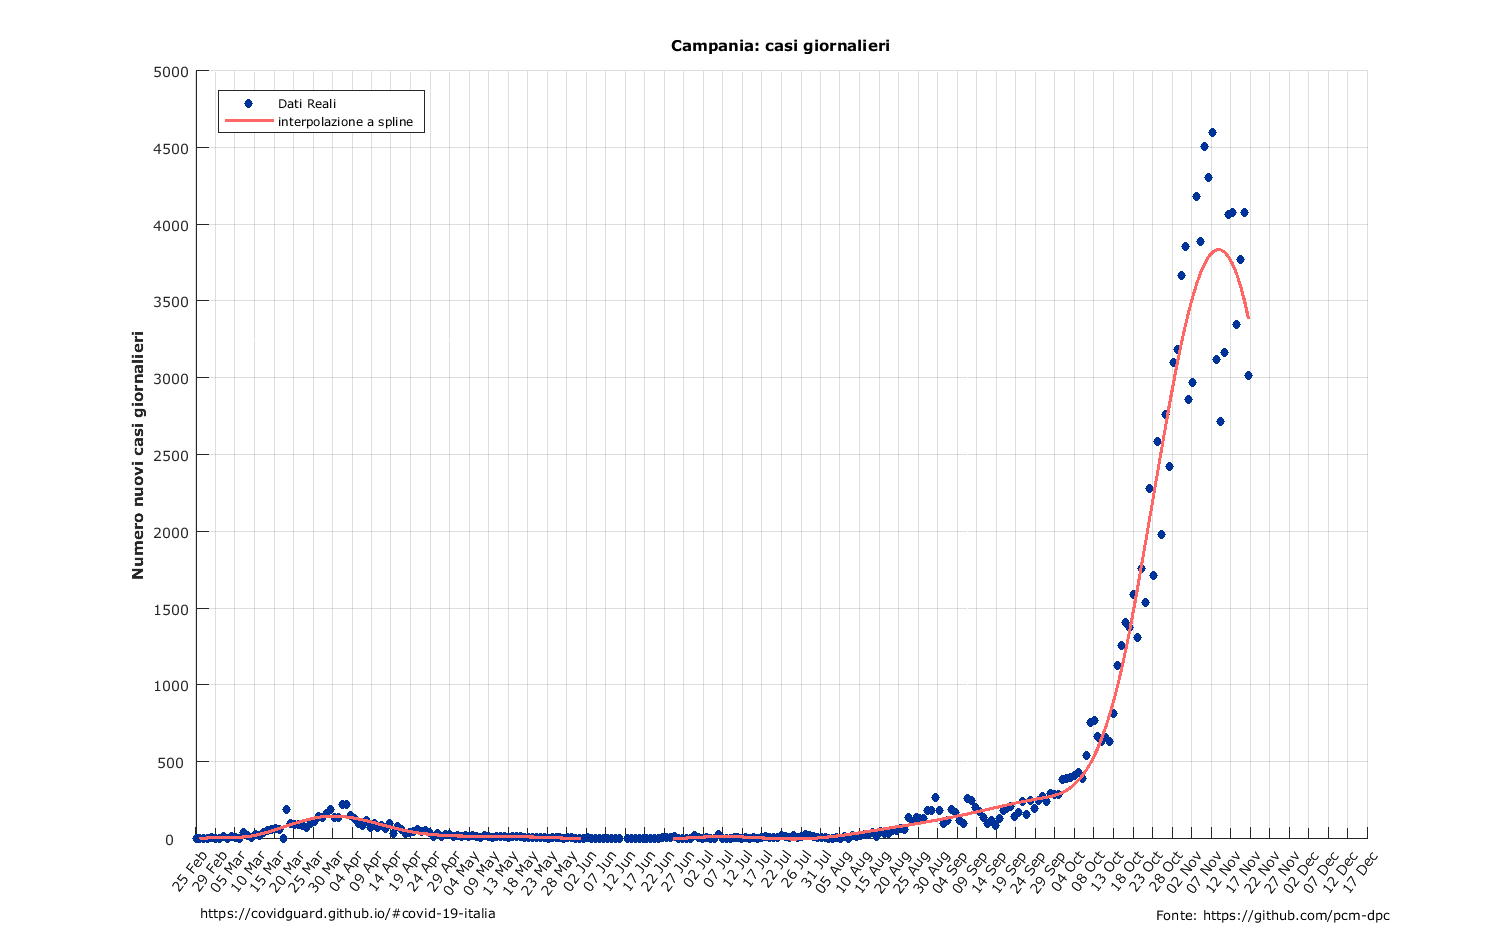 Campania: casi giornalieri
Dati Reali
interpolazione a spline
Numero nuovi casi giornalieri
5000
4500
4000
3500
3000
2500
2000
1500
1000
500
0
25 Feb
29 Feb
05 Mar
10 Mar
15 Mar
20 Mar
25 Mar
30 Mar
04 Apr
09 Apr
14 Apr
19 Apr
24 Apr
29 Apr
04 May
09 May
13 May
18 May
23 May
28 May
02 Jun
07 Jun
12 Jun
17 Jun
22 Jun
27 Jun
02 Jul
07 Jul
12 Jul
17 Jul
22 Jul
26 Jul
31 Jul
05 Aug
10 Aug
15 Aug
20 Aug
25 Aug
30 Aug
04 Sep
09 Sep
14 Sep
19 Sep
24 Sep
29 Sep
04 Oct
08 Oct
13 Oct
18 Oct
23 Oct
28 Oct
02 Nov
07 Nov
12 Nov
17 Nov
22 Nov
27 Nov
02 Dec
07 Dec
12 Dec
17 Dec
https://covidguard.github.io/#covid-19-italia
Fonte: https://github.com/pcm-dpc